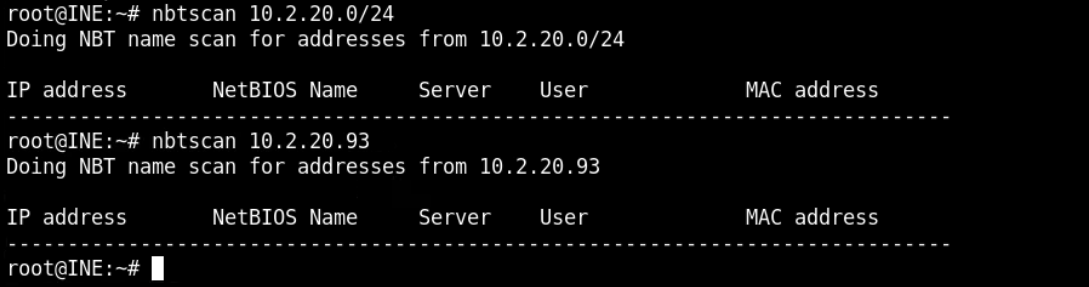 root@INE:~# nbtscan 10.2.20.0/24
Doing NBT name scan for addresses from 10.2.20.0/24
IP address       NetBIOS Name     Server    User             MAC address
------------------------------------------------------------------------------
root@INE:~# nbtscan 10.2.20.93
Doing NBT name scan for addresses from 10.2.20.93
IP address       NetBIOS Name     Server    User             MAC address
------------------------------------------------------------------------------
root@INE:~#